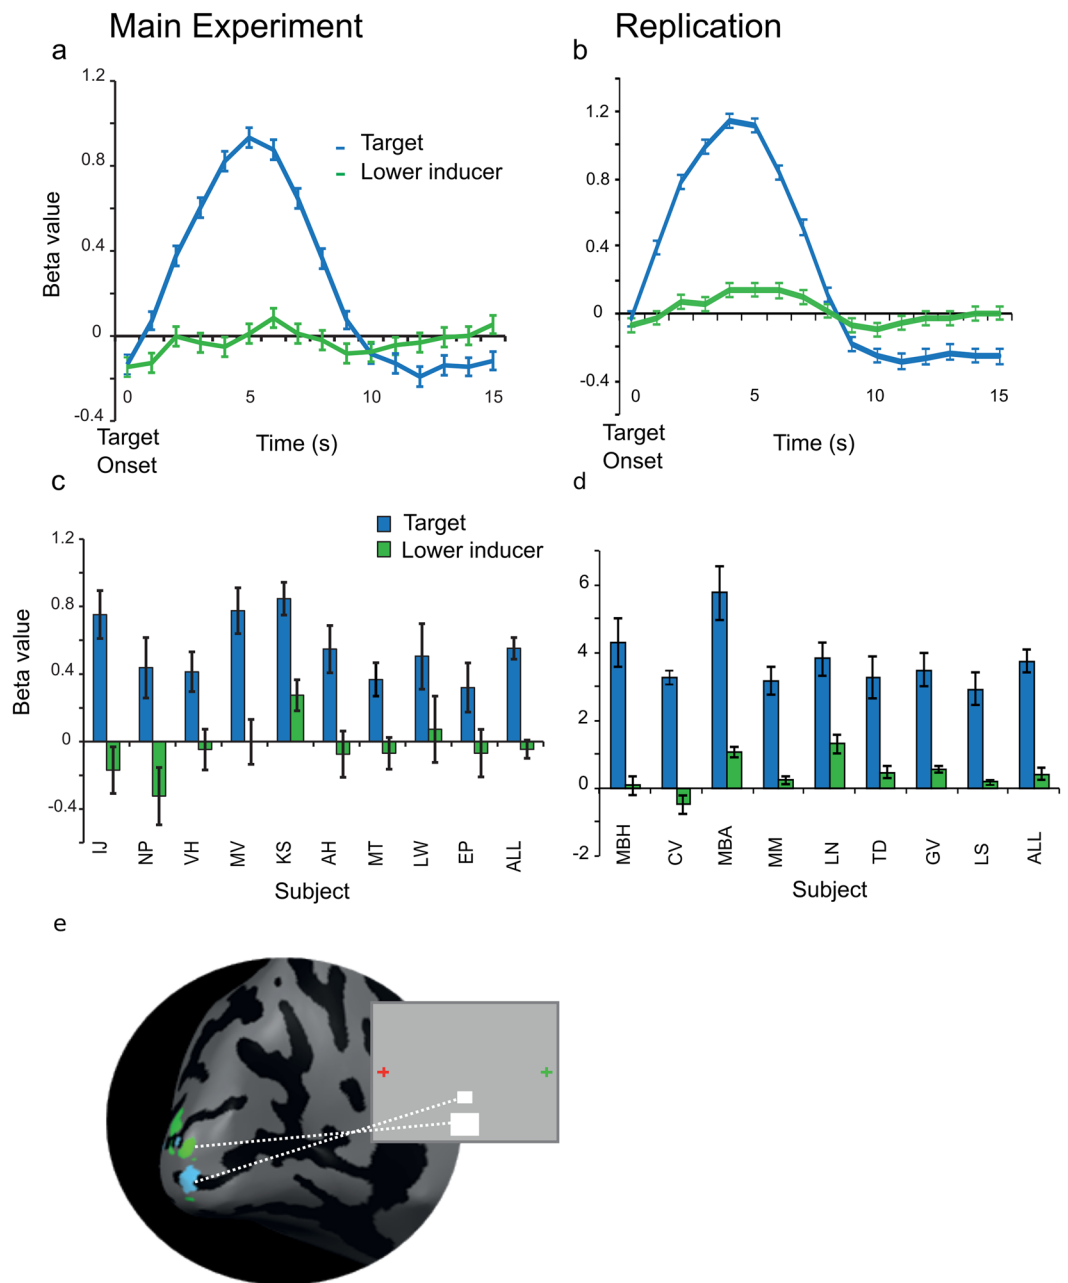 Main Experiment
Replication
a
b
1.2
0.8
0.4
0
-0.4
Beta value
Target
Lower inducer
0
5
10
15
Target
Onset
Time (s)
1.2
0.8
0.4
0
-0.4
0
5
10
15
Target
Onset
Time (s)
c
d
Target
Lower inducer
1.2
0.8
0.4
0
-0.4
Beta value
IJ
NP
VH
MV
KS
AH
MT
LW
EP
ALL
Subject
6
4
2
0
-2
MBH
CV
MBA
MM
LN
TD
GV
LS
ALL
Subject
e